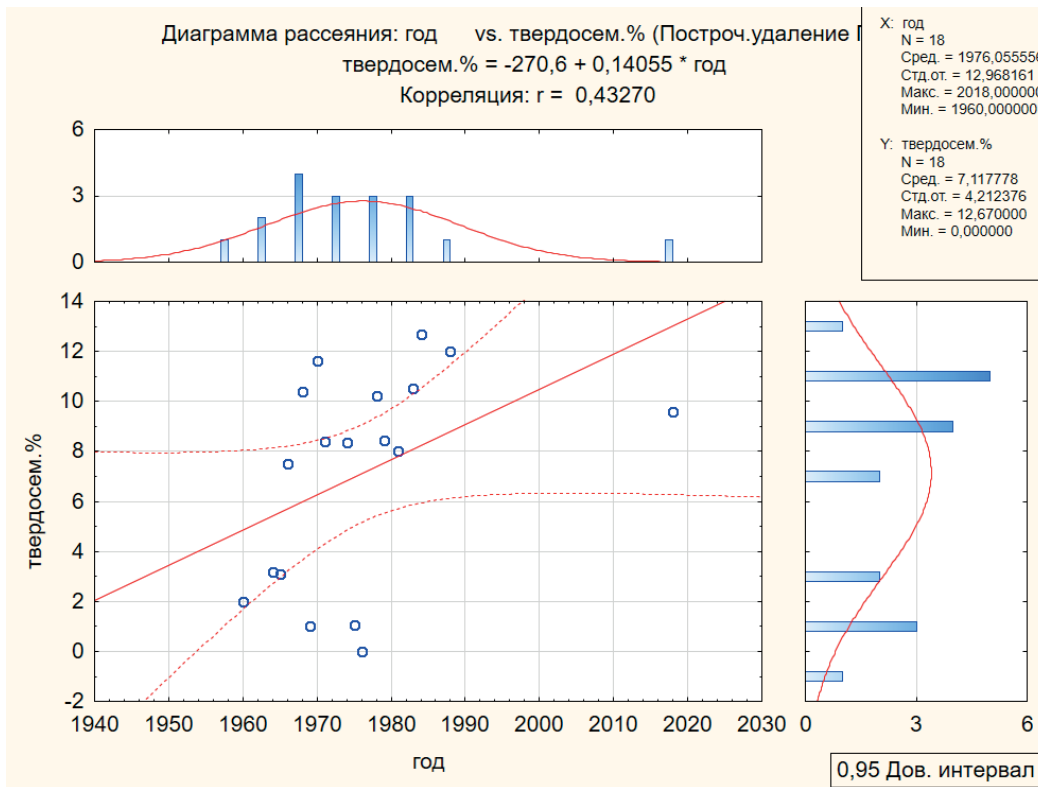 Диаграмма рассеяния: год vs. твердосем.% (Построч.удаление
твердосем.% = -270,6 + 0,14055 * год
Корреляция: r = 0,43270
X: год
N = 18
Сред. = 1976,055556
Стд.от. = 12,968161
Макс. = 2018,000000
Мин. = 1960,000000
Y: твердосем.%
N = 18
Сред. = 7,117778
Стд.от. = 4,212376
Макс. = 12,670000
Мин. = 0,000000
6
3
0
14
12
10
8
6
4
2
0
-2
твердосем.%
1940 1950 1960 1970 1980 1990 2000 2010 2020 2030
год
0 3 6
0,95 Дов. интервал